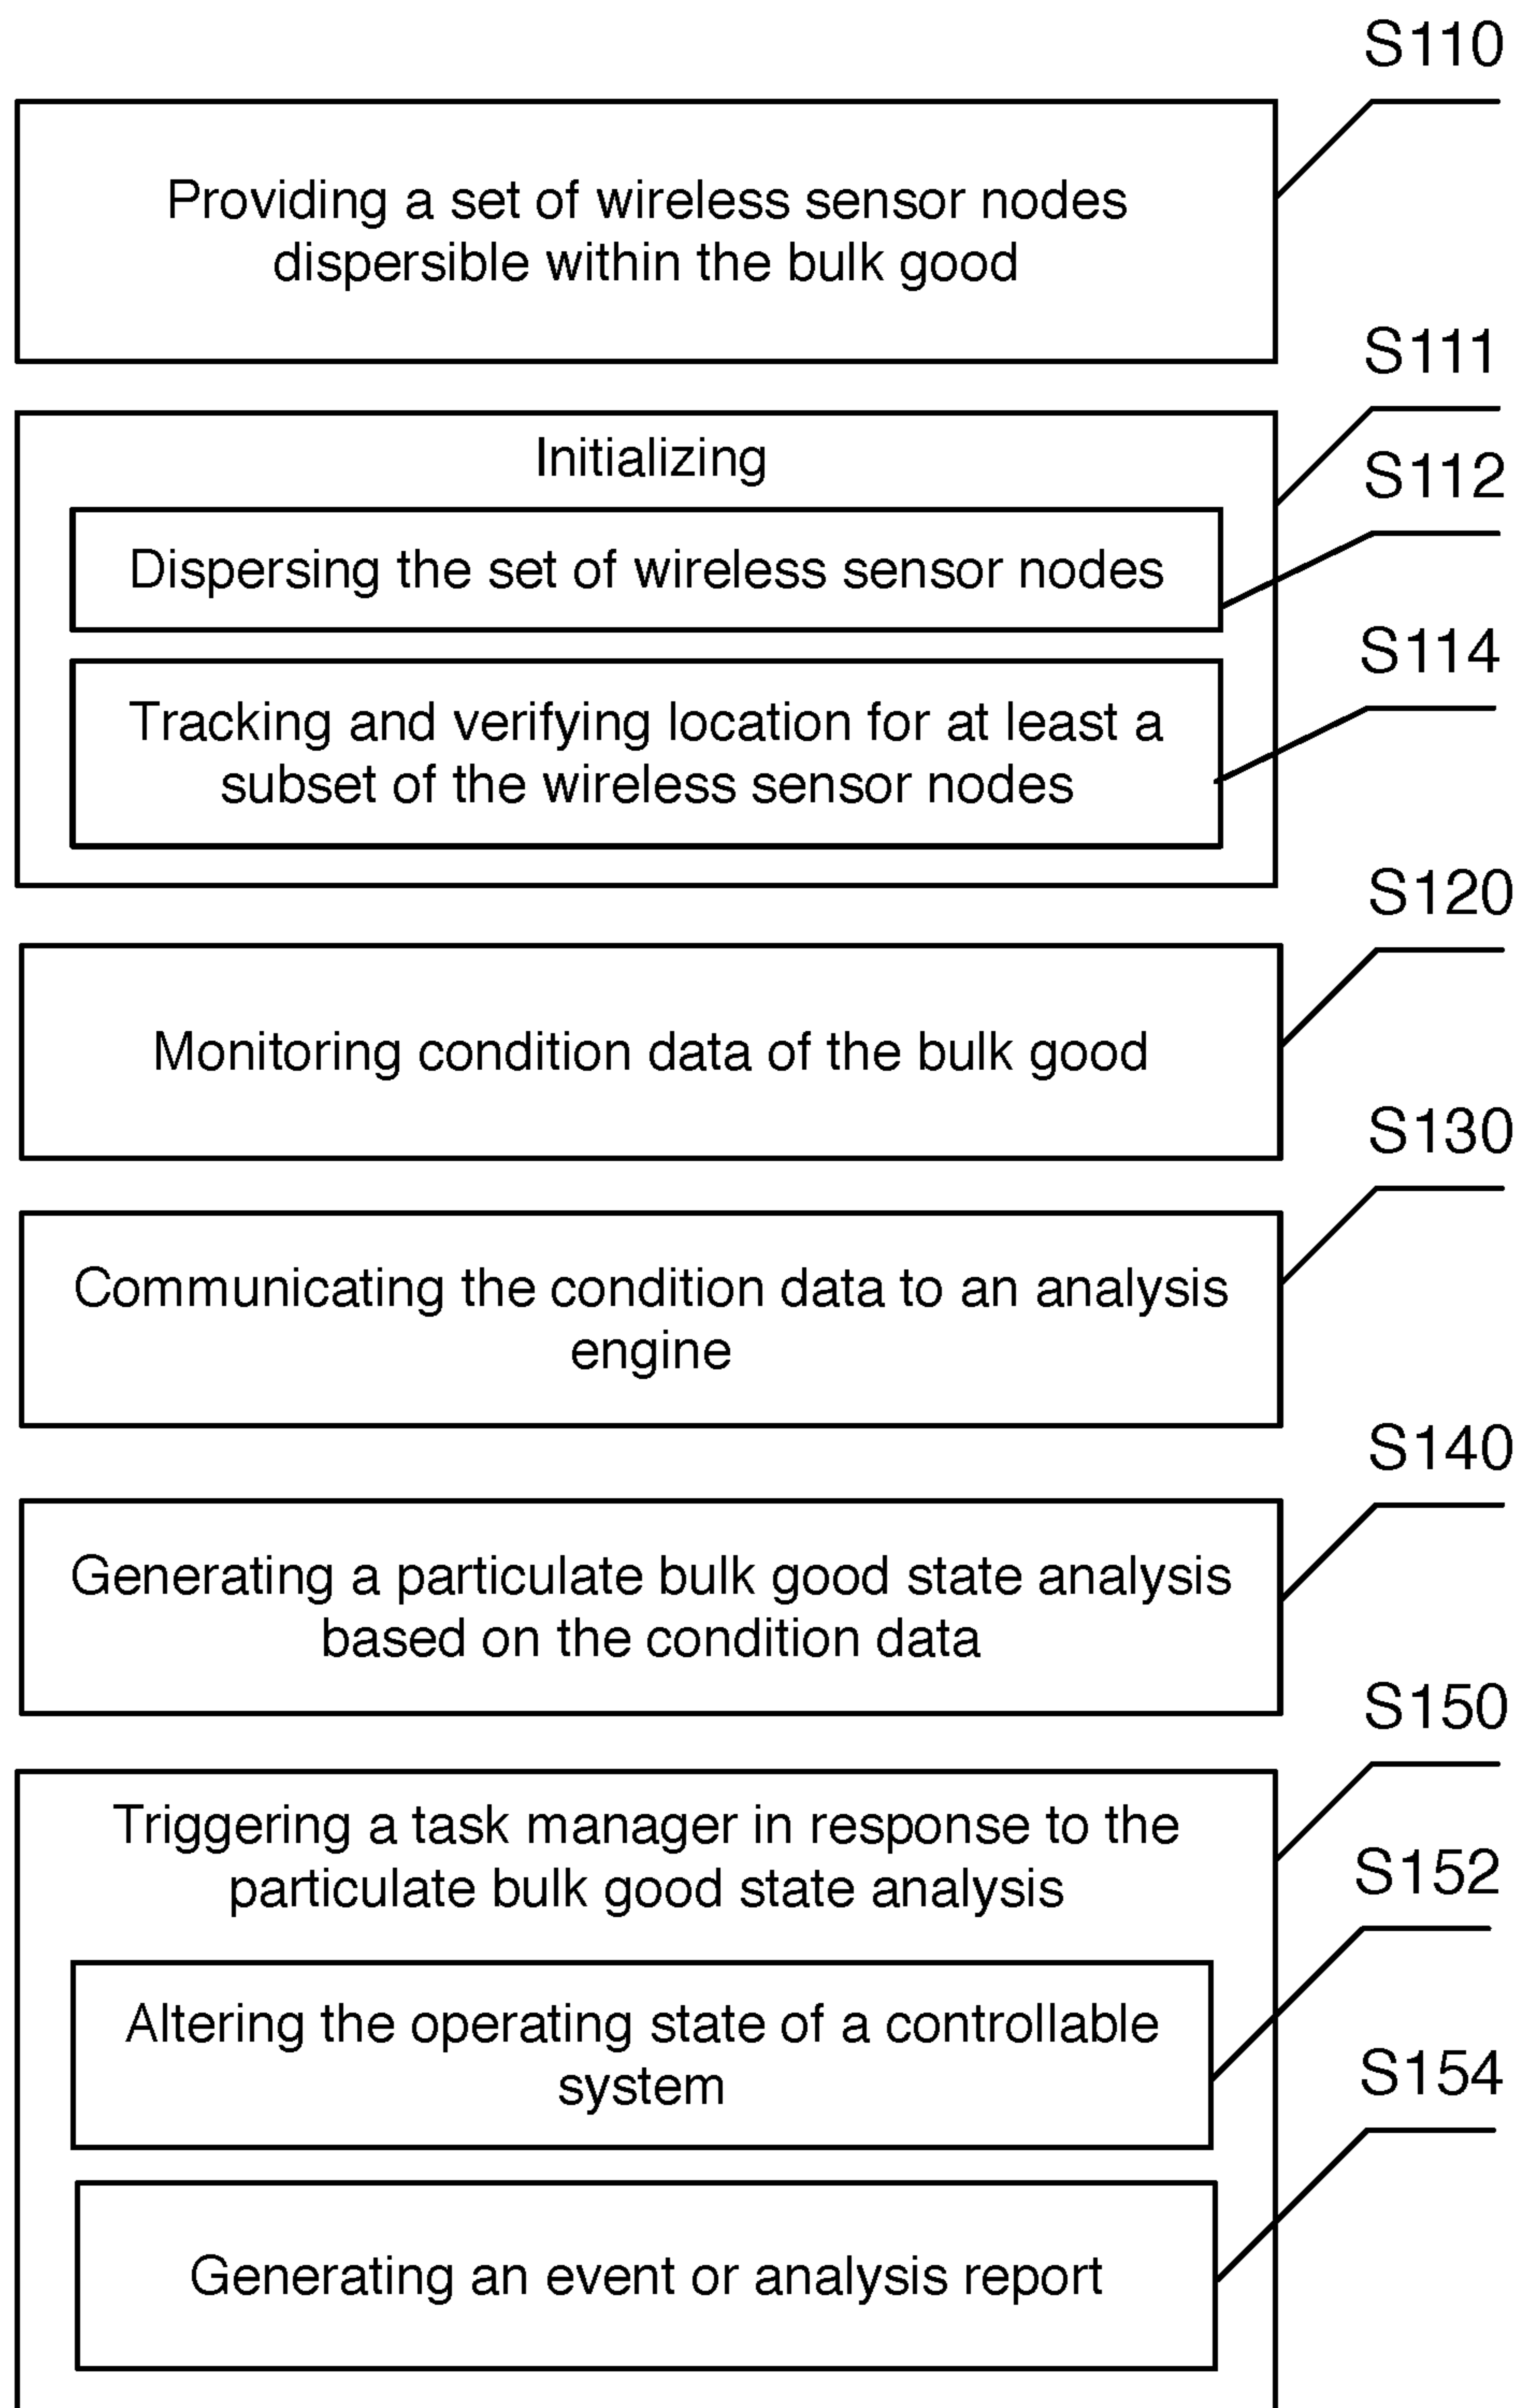 S110
Providing a set of wireless sensor nodes
dispersible within the bulk good
S111
Initializing
S112
Dispersing the set of wireless sensor nodes
S114
Tracking and verifying location for at least a
subset of the wireless sensor nodes
S120
Monitoring condition data of the bulk good
S130
Communicating the condition data to an analysis
engine
S140
Generating a particulate bulk good state analysis
based on the condition data
S150
Triggering a task manager in response to the
particulate bulk good state analysis
S152
Altering the operating state of a controllable
system
S154
Generating an event or analysis report